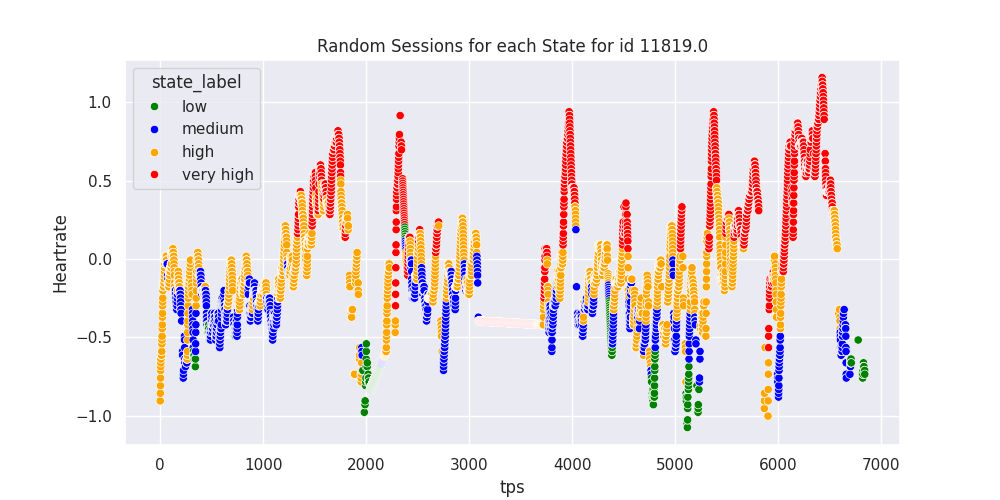 Random Sessions for each State for id 11819.0
state_label
low
medium
high
very high
1.0
0.5
0.0
−0.5
−1.0
Heartrate
0 1000 2000 3000 4000 5000 6000 7000
tps